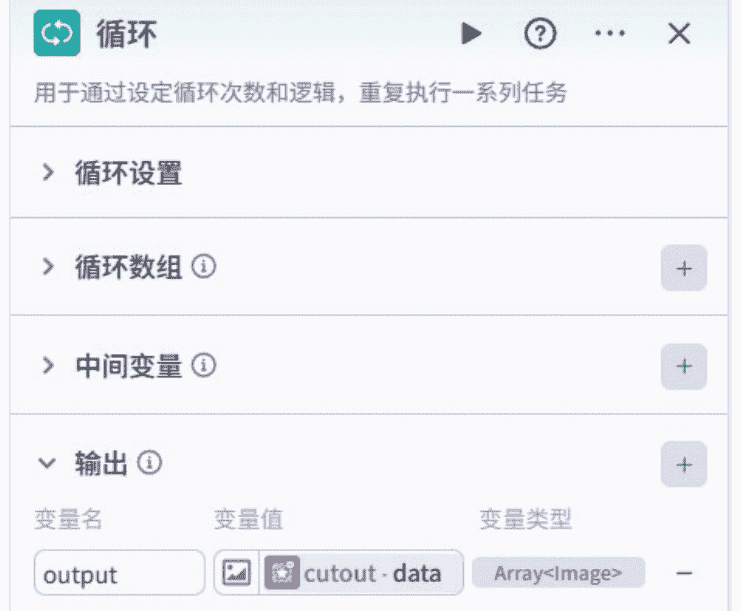 循环
用于通过设定循环次数和逻辑，重复执行一系列任务
循环设置
循环数组
中间变量
输出
变量名 变量值 变量类型
output cutout - data Array<Image>